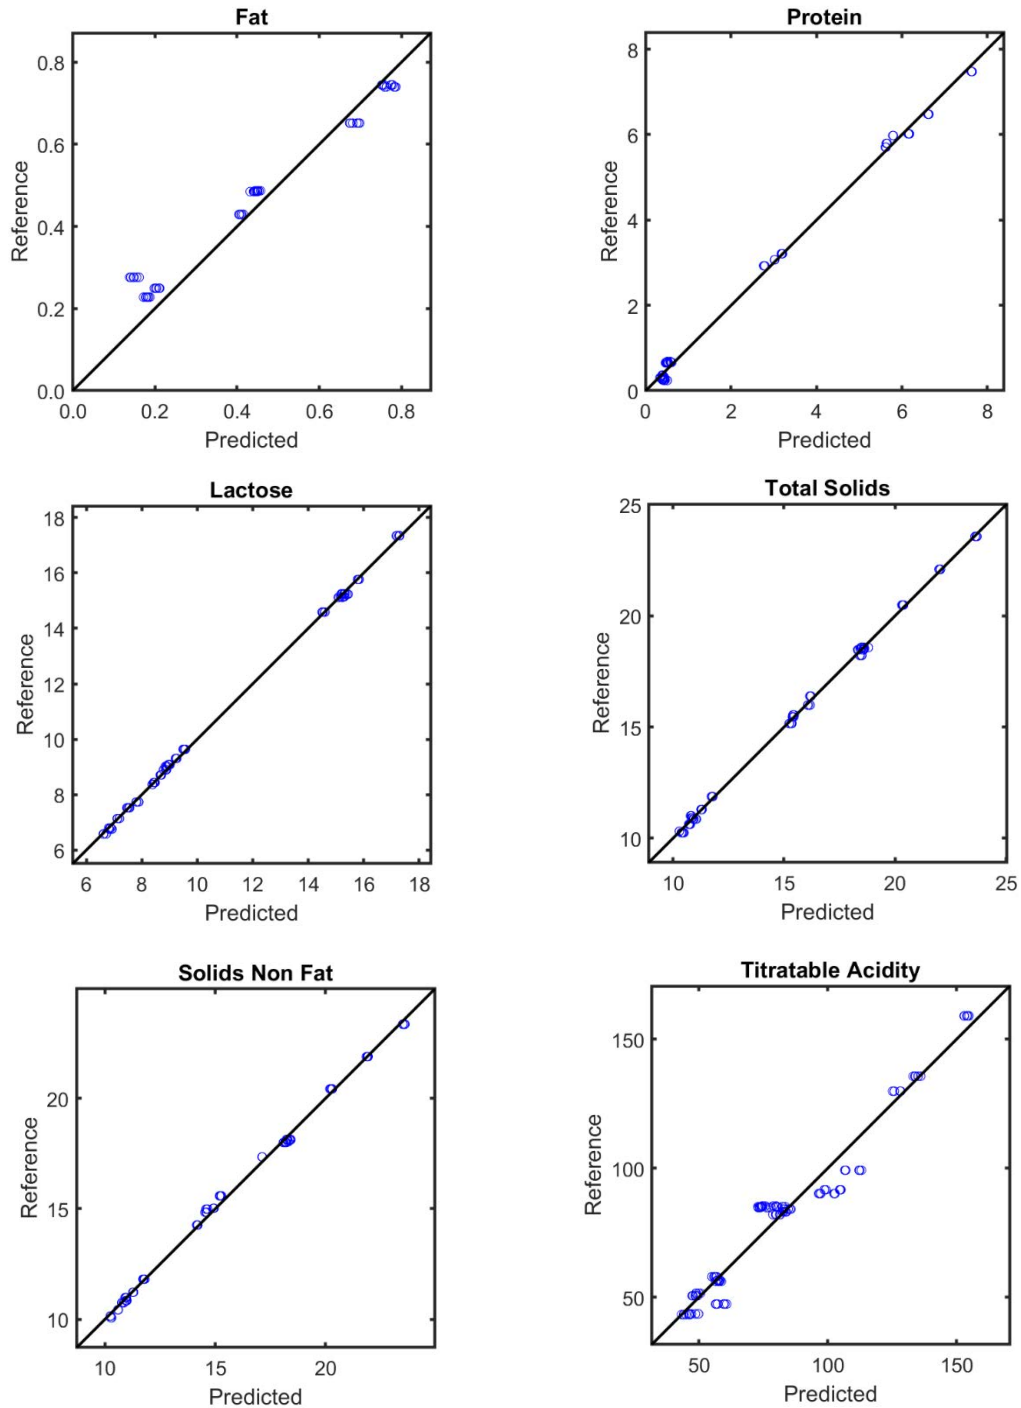 Fat
0.8
0.6
0.4
0.2
0.0
Reference
0.0 0.2 0.4 0.6 0.8
Predicted
Protein
8
6
4
2
0
Reference
0 2 4 6 8
Predicted
Lactose
18
16
14
12
10
8
6
Reference
6 8 10 12 14 16 18
Predicted
Total Solids
25
20
15
10
Reference
10 15 20 25
Predicted
Solids Non Fat
20
15
10
Reference
10 15 20
Predicted
Titratable Acidity
150
100
50
Reference
50 100 150
Predicted